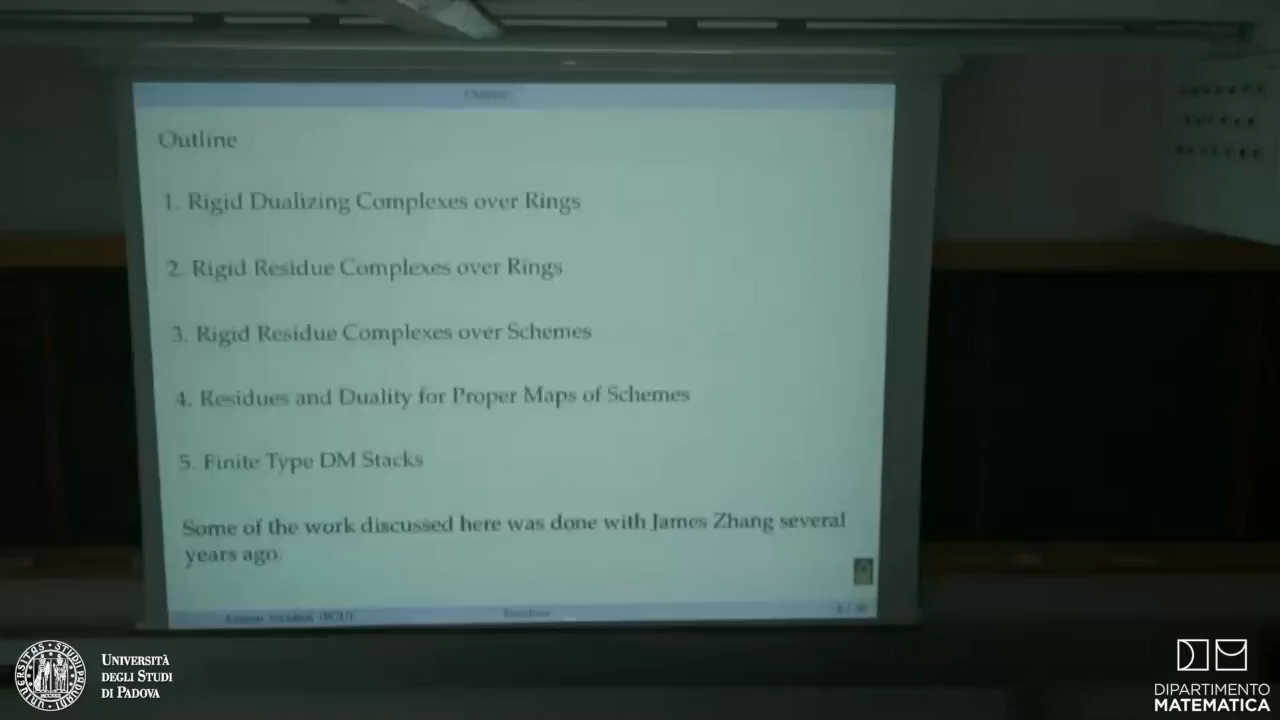 Outline
Outline
1. Rigid Dualizing Complexes over Rings
2. Rigid Residue Complexes over Rings
3. Rigid Residue Complexes over Schemes
4. Residues and Duality for Proper Maps of Schemes
5. Finite Type DM Stacks
Some of the work discussed here was done with James Zhang several
years ago.
UNIVERSITÀ
DEGLI STUDI
DI PADOVA
DIPARTIMENTO
MATEMATICA